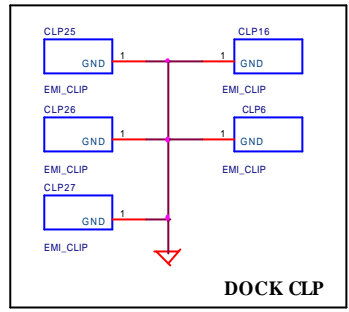 CLP25
CLP16
GND 1
1 GND
EMI_CLIP
EMI_CLIP
CLP26
CLP6
GND 1
1 GND
EMI_CLIP
EMI_CLIP
CLP27
GND 1
EMI_CLIP
DOCK CLP